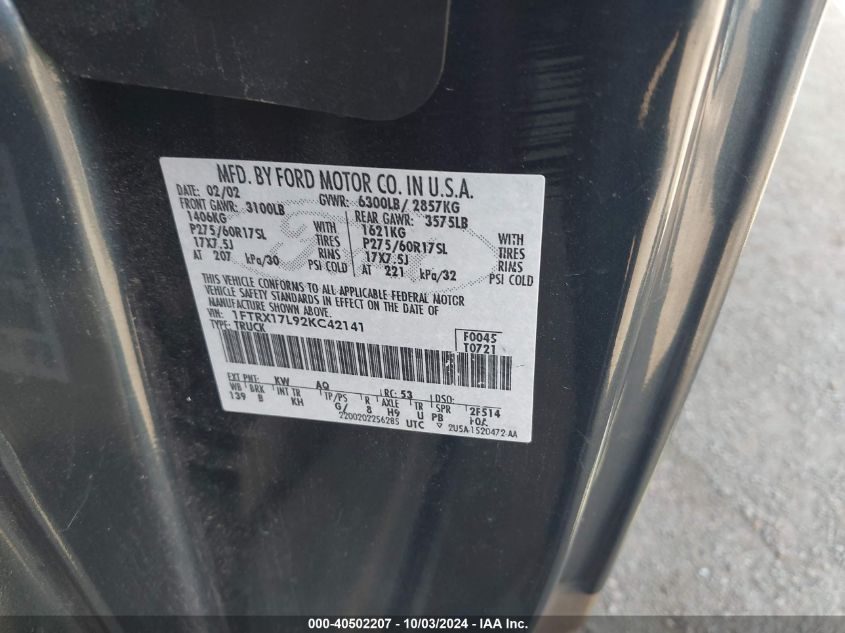 MFD. BY FORD MOTOR CO. IN U.S.A.
DATE: 02/02 GVWR: 6300LB/ 2857KG
FRONT GAWR: 3100LB REAR GAWR: 3575LB
1406KG WITH 1621KG WITH
P275/60R17SL TIRES P275/60R17SL TIRES
17X7.5J RIMS 17X7.5J RIMS
AT 207 kPa/30 PSI COLD AT 221 kPa/32 PSI COLD
THIS VEHICLE CONFORMS TO ALL APPLICABLE FEDERAL MOTOR
VEHICLE SAFETY STANDARDS IN EFFECT ON THE DATE OF
MANUFACTURE SHOWN ABOVE.
VIN: 1FTRX17L92KC42141 F0045
TYPE: TRUCK T0721
EXT PNT: KW AQ RC: 53 DSO:
WB BRK INT TR TP/PS R AXLE TR SPR 2F514
139 B KH G/ 8 H9 U PB
2200202256285 UTC ▽ 2U5A-1520472-AA
000-40502207 - 10/03/2024 - IAA Inc.